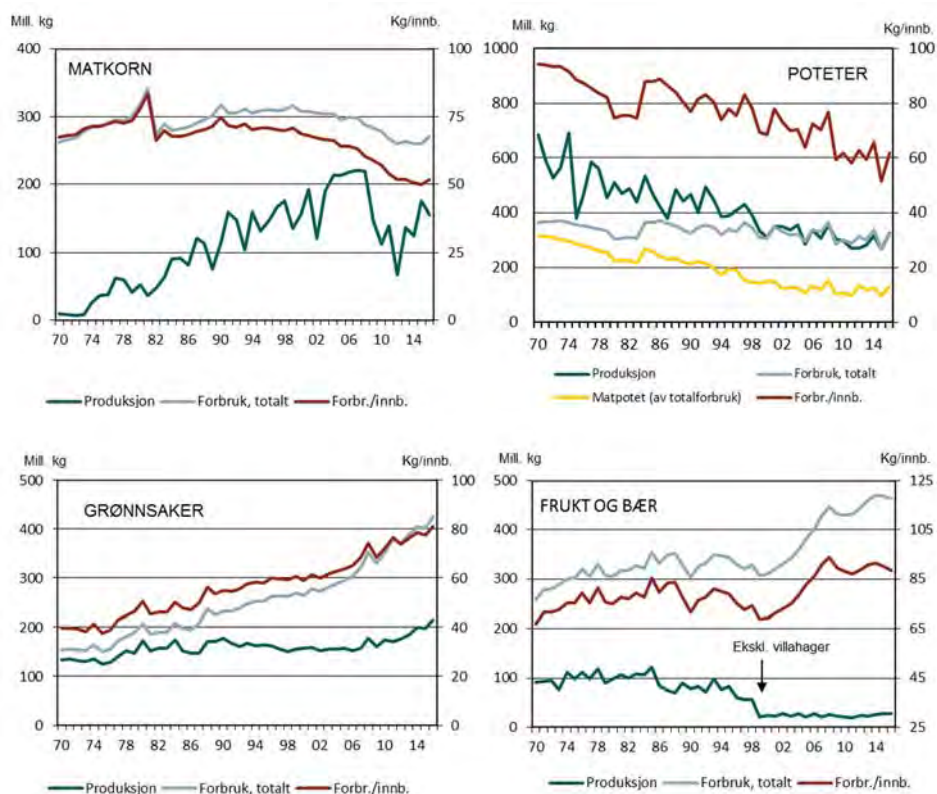 Mill. kg
Kg/innb.
MATKORN
400
300
200
100
0
100
75
50
25
0
70 74 78 82 86 90 94 98 02 06 10 14
Produksjon Forbruk, totalt Forbr./innb.
Mill. kg.
Kg/innb.
POTETER
1000
800
600
400
200
0
100
80
60
40
20
0
70 74 78 82 86 90 94 98 02 06 10 14
Produksjon Forbruk, totalt
Matpotet (av totalforbruk) Forbr./innb.
Mill. kg
Kg/innb.
GRØNNSAKER
500
400
300
200
100
0
100
80
60
40
20
0
70 74 78 82 86 90 94 98 02 06 10 14
Produksjon Forbruk, totalt Forbr./innb.
Mill. kg
Kg/innb.
FRUKT OG BÆR
500
400
300
200
100
0
125
105
85
65
45
25
Ekskl. villahager
70 74 78 82 86 90 94 98 02 06 10 14
Produksjon Forbruk, totalt Forbr./innb.